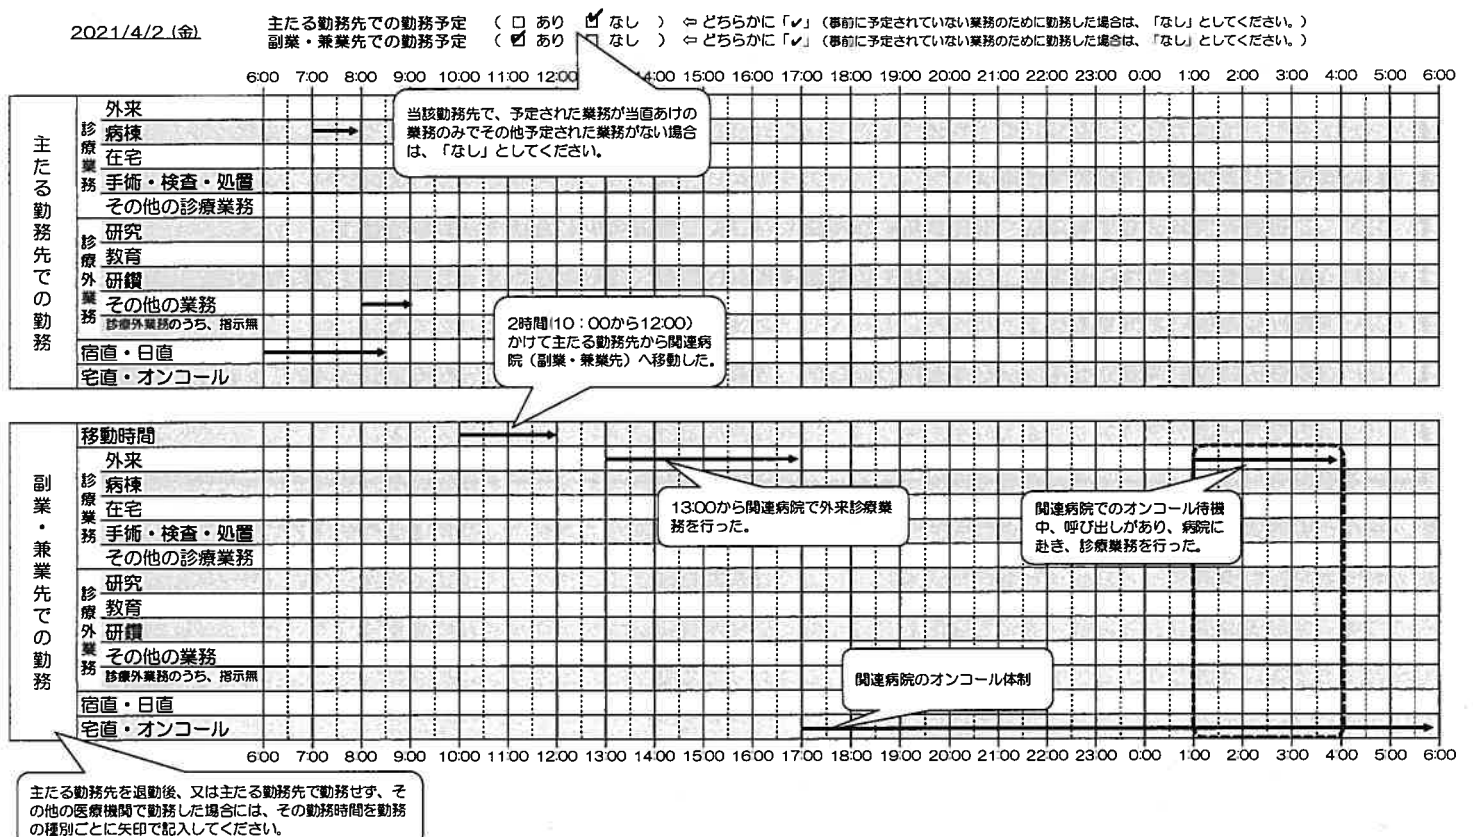 2021/4/2 (金)
主たる勤務先での勤務予定 ( □ あり ☑ なし ) ⇐ どちらかに「✔」(事前に予定されていない業務のために勤務した場合は、「なし」としてください。)
副業・兼業先での勤務予定 ( ☑ あり □ なし ) ⇐ どちらかに「✔」(事前に予定されていない業務のために勤務した場合は、「なし」としてください。)
6:00 7:00 8:00 9:00 10:00 11:00 12:00 14:00 15:00 16:00 17:00 18:00 19:00 20:00 21:00 22:00 23:00 0:00 1:00 2:00 3:00 4:00 5:00 6:00
当該勤務先で、予定された業務が当直あけの
業務のみでその他予定された業務がない場合
は、「なし」としてください。
主たる勤務先での勤務
診療業務
外来
病棟
在宅
手術・検査・処置
その他の診療業務
診療外業務
研究
教育
研鑽
その他の業務
診療外業務のうち、指示無
宿直・日直
宅直・オンコール
2時間(10:00から12:00)
かけて主たる勤務先から関連病
院(副業・兼業先)へ移動した。
副業・兼業先での勤務
移動時間
診療業務
外来
病棟
在宅
手術・検査・処置
その他の診療業務
診療外業務
研究
教育
研鑽
その他の業務
診療外業務のうち、指示無
宿直・日直
宅直・オンコール
13:00から関連病院で外来診療業
務を行った。
関連病院でのオンコール待機
中、呼び出しがあり、病院に
赴き、診療業務を行った。
関連病院のオンコール体制
6:00 7:00 8:00 9:00 10:00 11:00 12:00 13:00 14:00 15:00 16:00 17:00 18:00 19:00 20:00 21:00 22:00 23:00 0:00 1:00 2:00 3:00 4:00 5:00 6:00
主たる勤務先を退勤後、又は主たる勤務先で勤務せず、そ
の他の医療機関で勤務した場合には、その勤務時間を勤務
の種別ごとに矢印で記入してください。